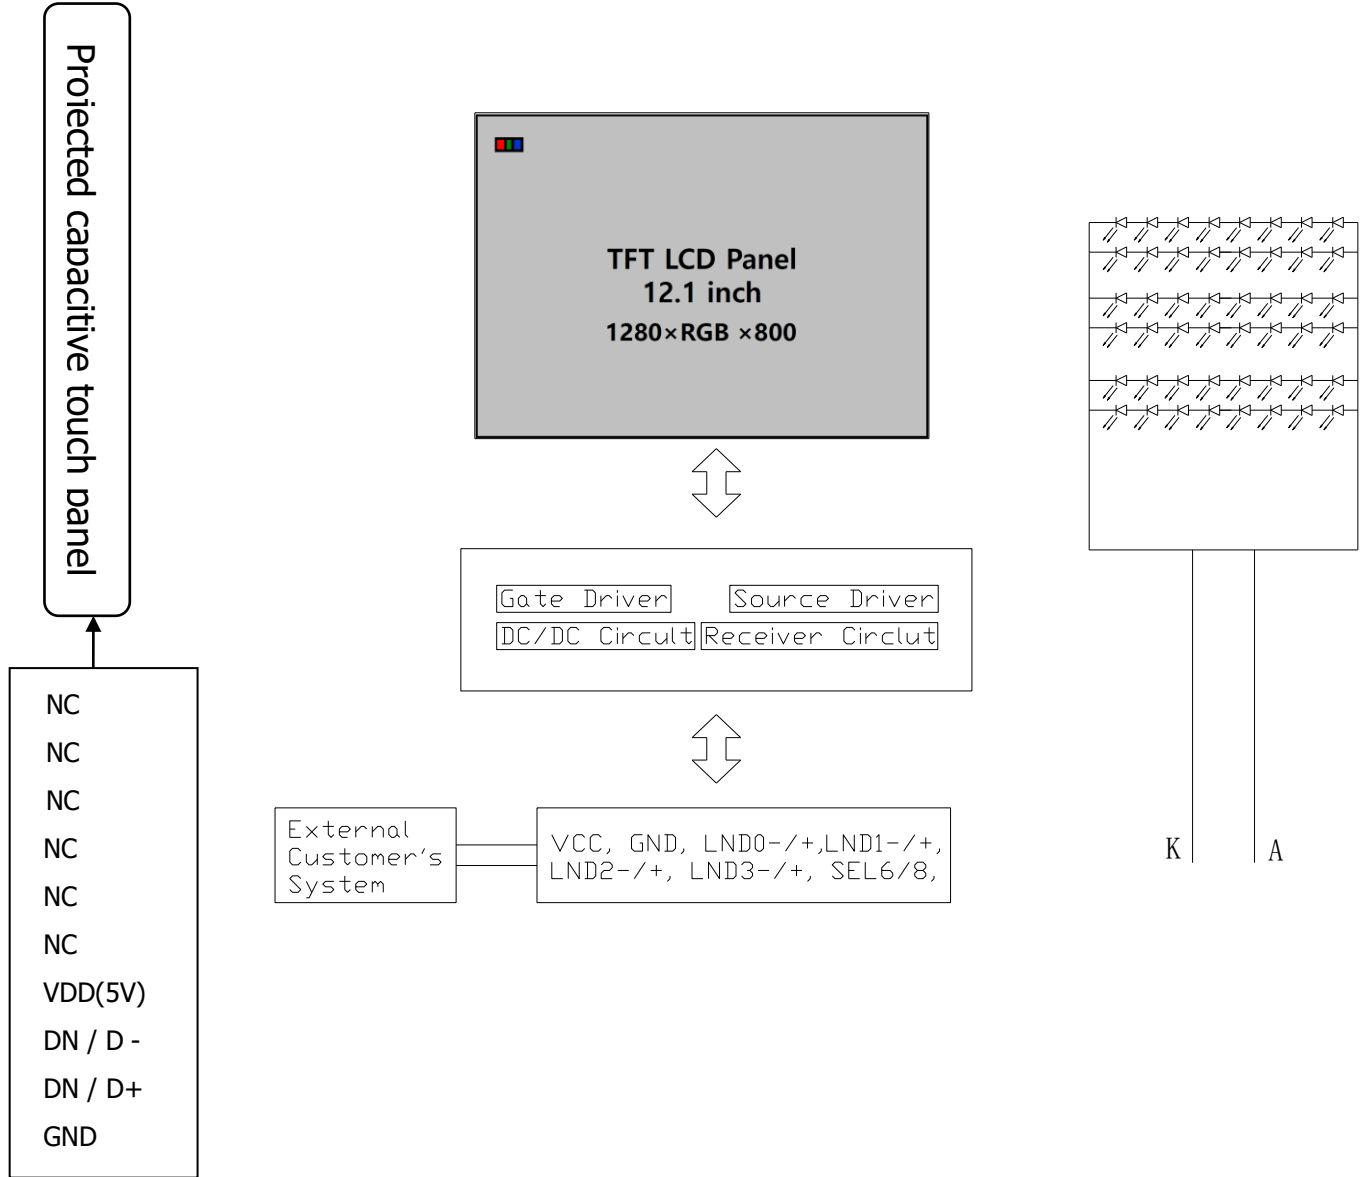 Projected capacitive touch panel
NC
NC
NC
NC
NC
NC
VDD(5V)
DN / D -
DN / D+
GND
TFT LCD Panel
12.1 inch
1280×RGB ×800
Gate Driver
Source Driver
DC/DC Circult
Receiver Circlut
External
Customer's
System
VCC, GND, LND0-/+,LND1-/+,
LND2-/+, LND3-/+, SEL6/8,
K
A